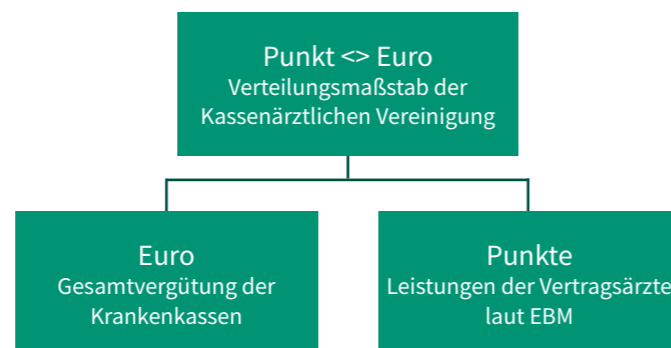 Punkt <> Euro
Verteilungsmaßstab der
Kassenärztlichen Vereinigung
Euro
Gesamtvergütung der
Krankenkassen
Punkte
Leistungen der Vertragsärzte
laut EBM